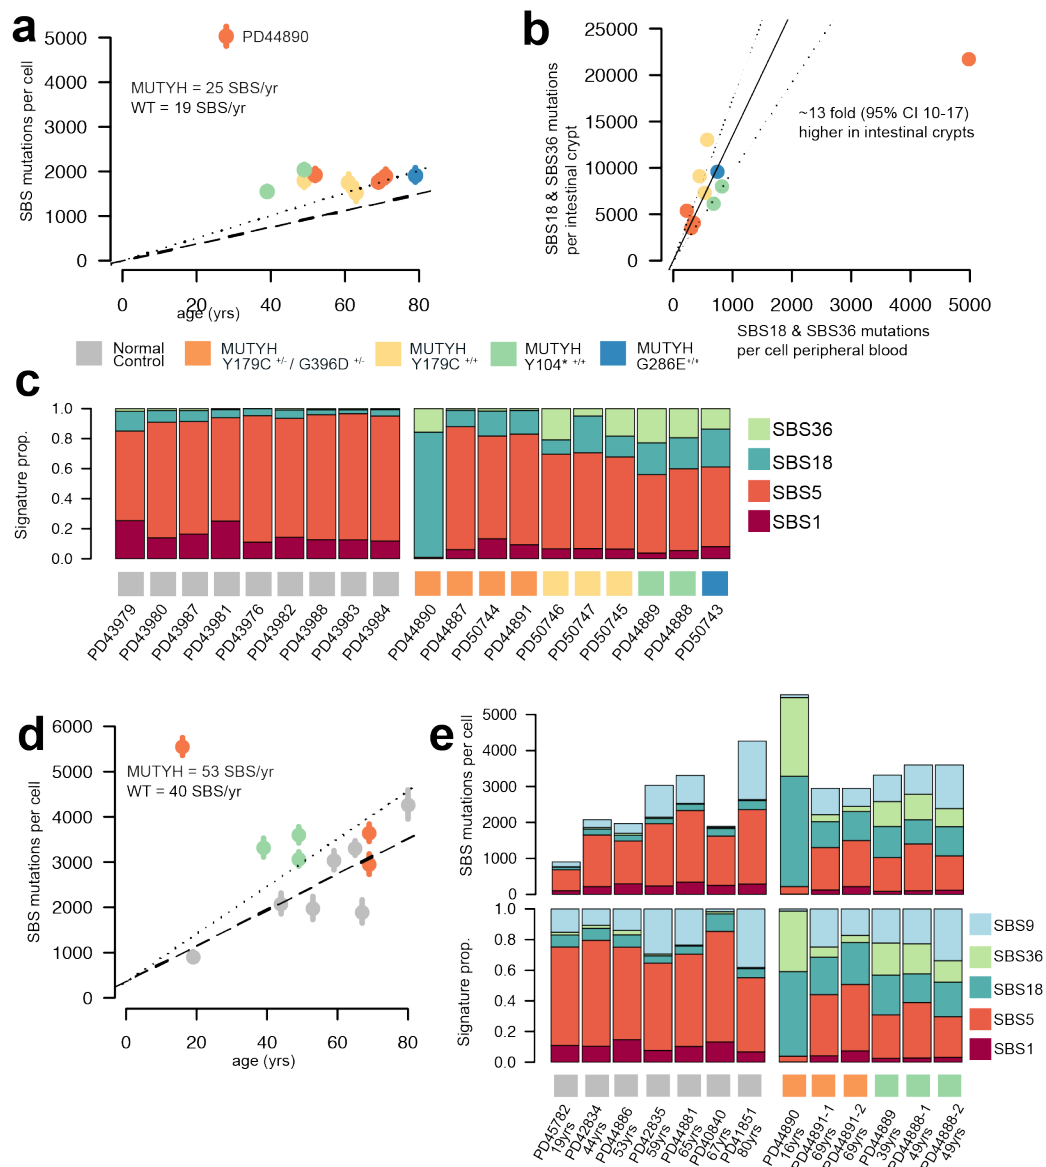 a
5000
4000
3000
2000
1000
0
SBS mutations per cell
PD44890
MUTYH = 25 SBS/yr
WT = 19 SBS/yr
0
20
40
60
80
age (yrs)
b
25000
20000
15000
10000
5000
0
SBS18 & SBS36 mutations
per intestinal crypt
~13 fold (95% CI 10-17)
higher in intestinal crypts
0
1000
2000
3000
4000
5000
SBS18 & SBS36 mutations
per cell peripheral blood
Normal
Control
MUTYH
Y179C +/- / G396D +/-
MUTYH
Y179C +/+
MUTYH
Y104* +/+
MUTYH
G286E+/+
c
1.0
0.8
0.6
0.4
0.2
0.0
Signature prop.
SBS36
SBS18
SBS5
SBS1
PD43979
PD43980
PD43987
PD43981
PD43976
PD43982
PD43988
PD43983
PD43984
PD44890
PD44887
PD50744
PD44891
PD50746
PD50747
PD50745
PD44889
PD44888
PD50743
d
6000
5000
4000
3000
2000
1000
0
SBS mutations per cell
MUTYH = 53 SBS/yr
WT = 40 SBS/yr
0
20
40
60
80
age (yrs)
e
5000
4000
3000
2000
1000
0
SBS mutations per cell
1.0
0.8
0.6
0.4
0.2
0.0
Signature prop.
SBS9
SBS36
SBS18
SBS5
SBS1
PD45782
19yrs
PD42834
44yrs
PD44886
53yrs
PD42835
59yrs
PD44881
65yrs
PD40840
67yrs
PD41851
80yrs
PD44890
16yrs
PD44891-1
69yrs
PD44891-2
69yrs
PD44889
39yrs
PD44888-1
49yrs
PD44888-2
49yrs